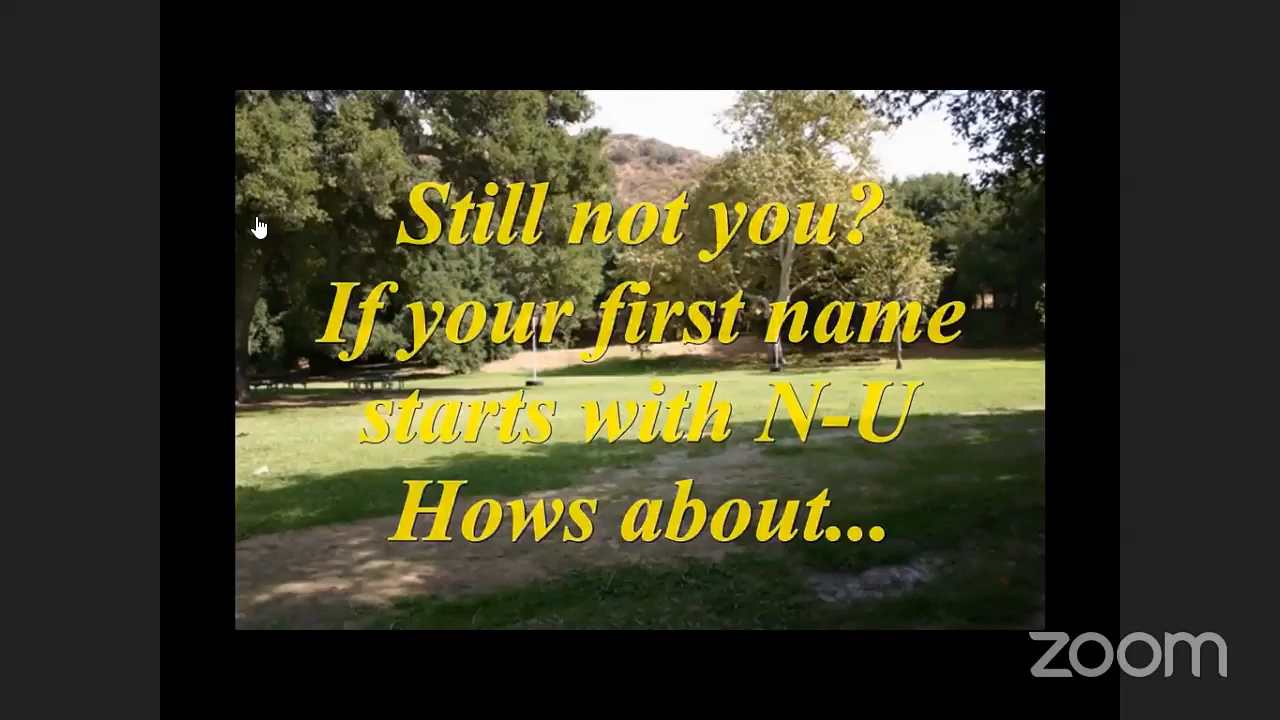 Still not you?
If your first name
starts with N-U
Hows about...
zoom